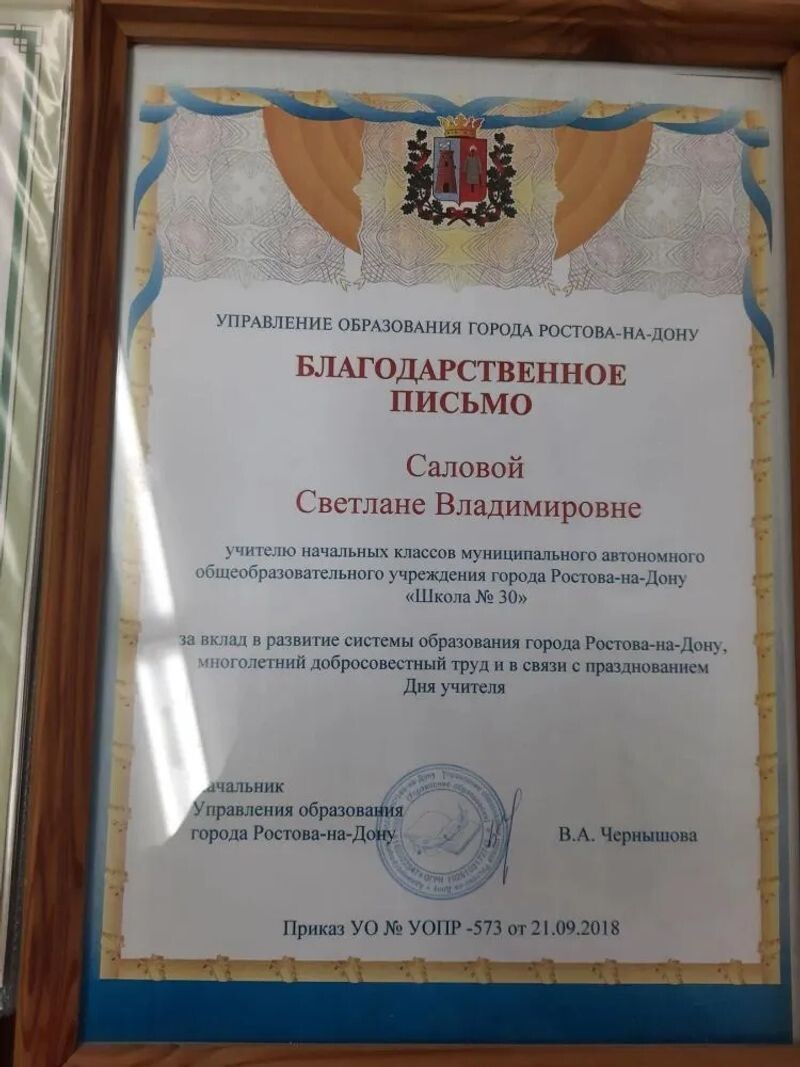 УПРАВЛЕНИЕ ОБРАЗОВАНИЯ ГОРОДА РОСТОВА-НА-ДОНУ
БЛАГОДАРСТВЕННОЕ
ПИСЬМО
Саловой
Светлане Владимировне
учителю начальных классов муниципального автономного
общеобразовательного учреждения города Ростова-на-Дону
«Школа № 30»
за вклад в развитие системы образования города Ростова-на-Дону,
многолетний добросовестный труд и в связи с празднованием
Дня учителя
Начальник
Управления образования
города Ростова-на-Дону
В.А. Чернышова
Приказ УО № УОПР -573 от 21.09.2018